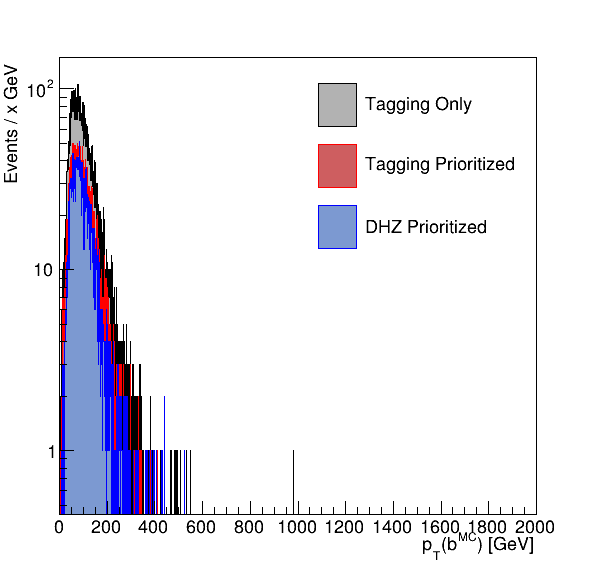 Events / x GeV
10²
10
1
Tagging Only
Tagging Prioritized
DHZ Prioritized
0 200 400 600 800 1000 1200 1400 1600 1800 2000
p_T(b^MC) [GeV]